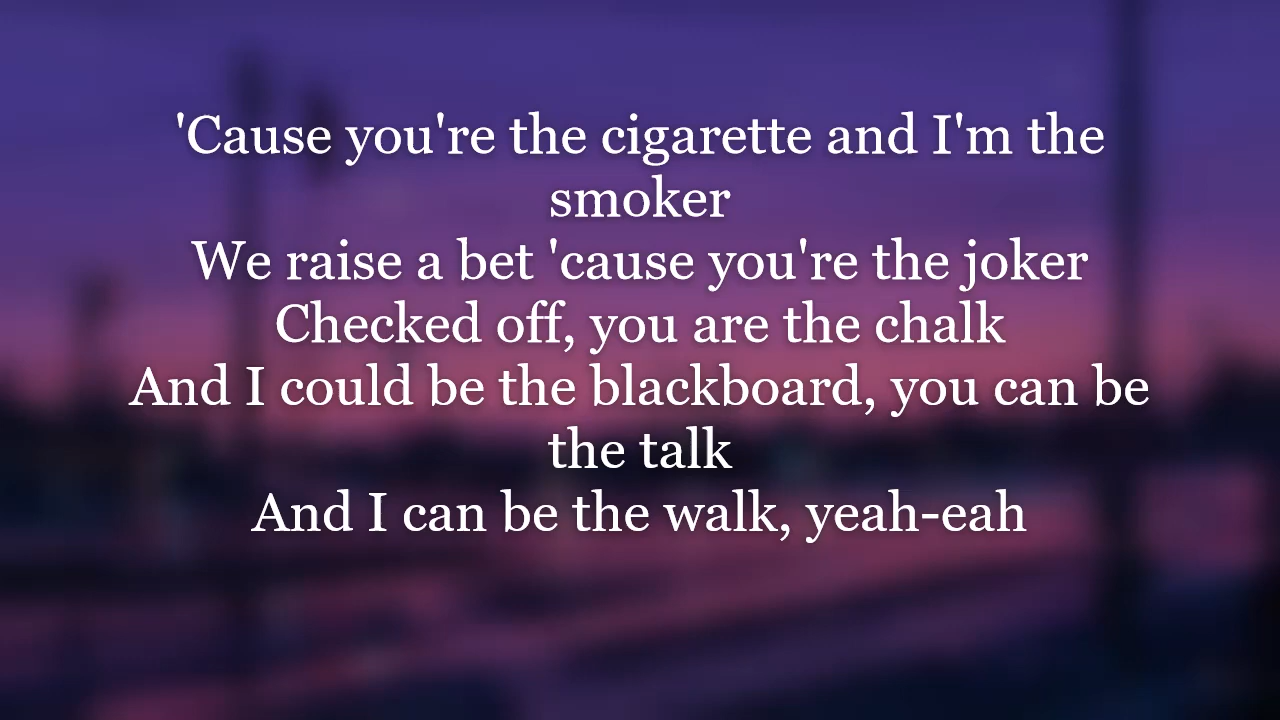 'Cause you're the cigarette and I'm the
smoker
We raise a bet 'cause you're the joker
Checked off, you are the chalk
And I could be the blackboard, you can be
the talk
And I can be the walk, yeah-eah